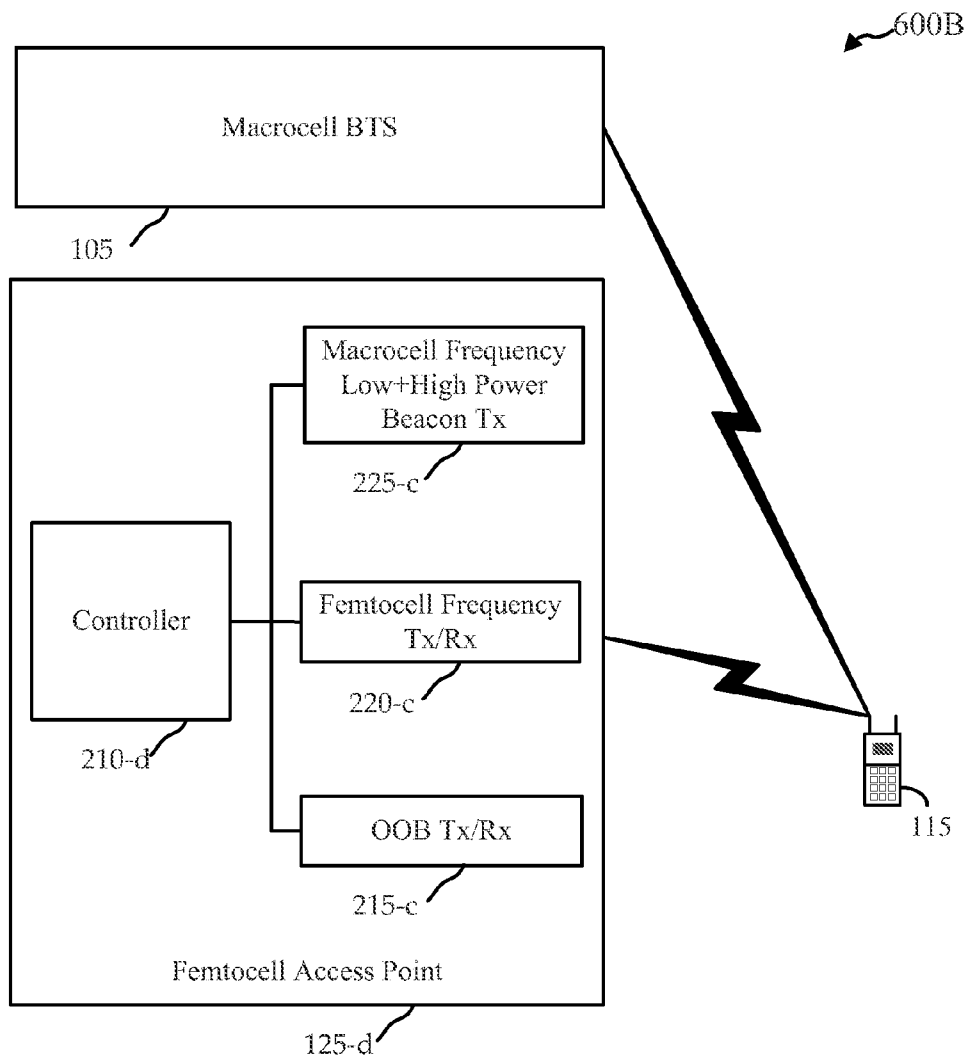 600B
Macrocell BTS
105
Macrocell Frequency
Low+High Power
Beacon Tx
225-c
Controller
210-d
Femtocell Frequency
Tx/Rx
220-c
OOB Tx/Rx
215-c
115
Femtocell Access Point
125-d